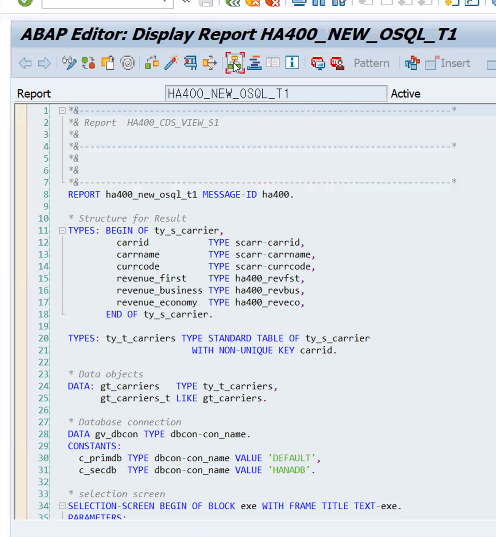 ABAP Editor: Display Report HA400_NEW_OSQL_T1
Pattern Insert
Report HA400_NEW_OSQL_T1 Active
1 *&---------------------------------------------------------------------*
2 *& Report HA400_CDS_VIEW_S1
3 *&
4 *&---------------------------------------------------------------------*
5 *&
6 *&
7 *&---------------------------------------------------------------------*
8 REPORT ha400_new_osql_t1 MESSAGE-ID ha400.
9
10 * Structure for Result
11 TYPES: BEGIN OF ty_s_carrier,
12 carrid TYPE scarr-carrid,
13 carrname TYPE scarr-carrname,
14 currcode TYPE scarr-currcode,
15 revenue_first TYPE ha400_revfst,
16 revenue_business TYPE ha400_revbus,
17 revenue_economy TYPE ha400_reveco,
18 END OF ty_s_carrier.
19
20 TYPES: ty_t_carriers TYPE STANDARD TABLE OF ty_s_carrier
21 WITH NON-UNIQUE KEY carrid.
22
23 * Data objects
24 DATA: gt_carriers TYPE ty_t_carriers,
25 gt_carriers_t LIKE gt_carriers.
26
27 * Database connection
28 DATA gv_dbcon TYPE dbcon-con_name.
29 CONSTANTS:
30 c_primdb TYPE dbcon-con_name VALUE 'DEFAULT',
31 c_secdb TYPE dbcon-con_name VALUE 'HANADB'.
32
33 * selection screen
34 SELECTION-SCREEN BEGIN OF BLOCK exe WITH FRAME TITLE TEXT-exe.
35 PARAMETERS: